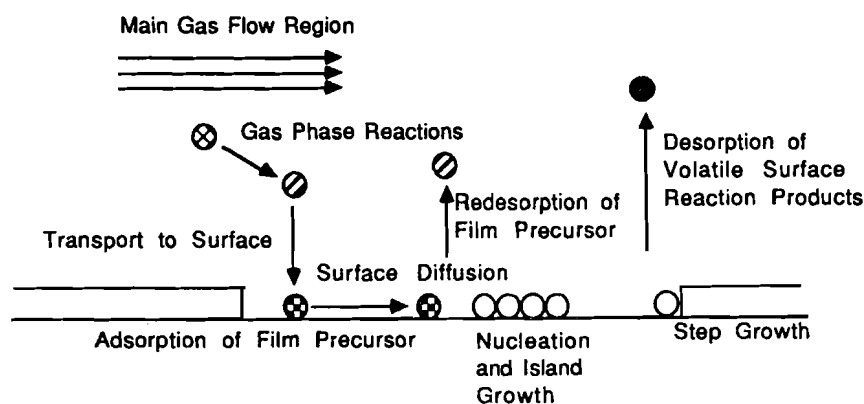 Main Gas Flow Region
Gas Phase Reactions
Desorption of
Volatile Surface
Reaction Products
Redesorption of
Film Precursor
Transport to Surface
Surface Diffusion
Adsorption of Film Precursor
Nucleation
and Island
Growth
Step Growth